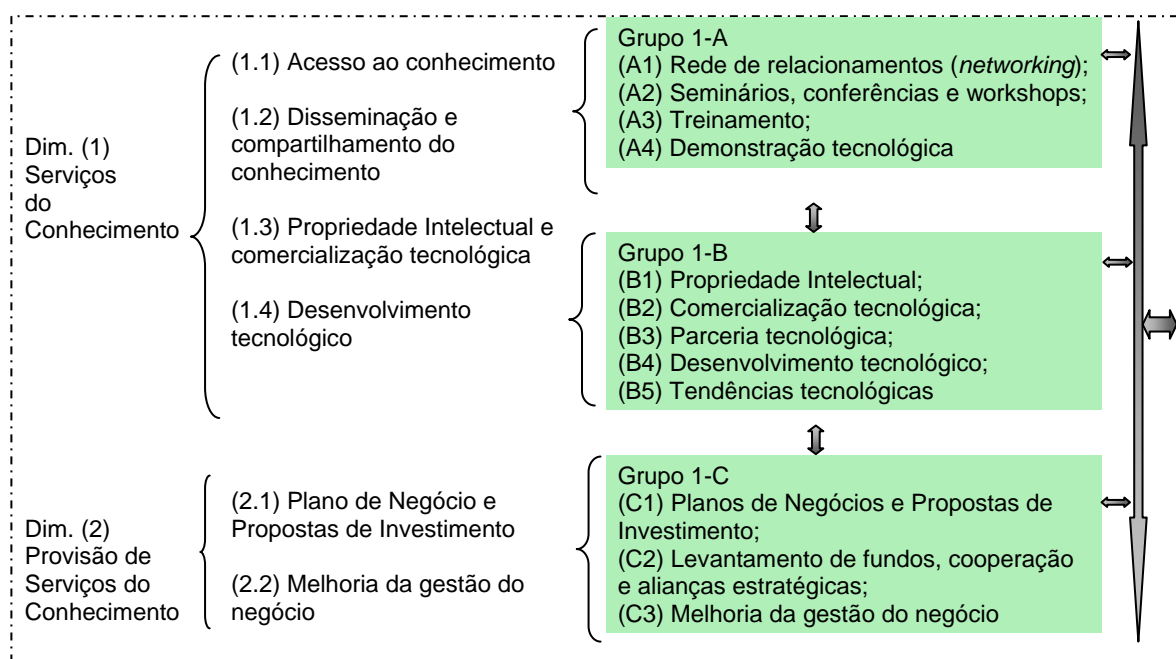 Dim. (1)
Serviços
do
Conhecimento
(1.1) Acesso ao conhecimento
(1.2) Disseminação e
compartilhamento do
conhecimento
(1.3) Propriedade Intelectual e
comercialização tecnológica
(1.4) Desenvolvimento
tecnológico
Grupo 1-A
(A1) Rede de relacionamentos (networking);
(A2) Seminários, conferências e workshops;
(A3) Treinamento;
(A4) Demonstração tecnológica
Grupo 1-B
(B1) Propriedade Intelectual;
(B2) Comercialização tecnológica;
(B3) Parceria tecnológica;
(B4) Desenvolvimento tecnológico;
(B5) Tendências tecnológicas
Dim. (2)
Provisão de
Serviços do
Conhecimento
(2.1) Plano de Negócio e
Propostas de Investimento
(2.2) Melhoria da gestão do
negócio
Grupo 1-C
(C1) Planos de Negócios e Propostas de
Investimento;
(C2) Levantamento de fundos, cooperação
e alianças estratégicas;
(C3) Melhoria da gestão do negócio